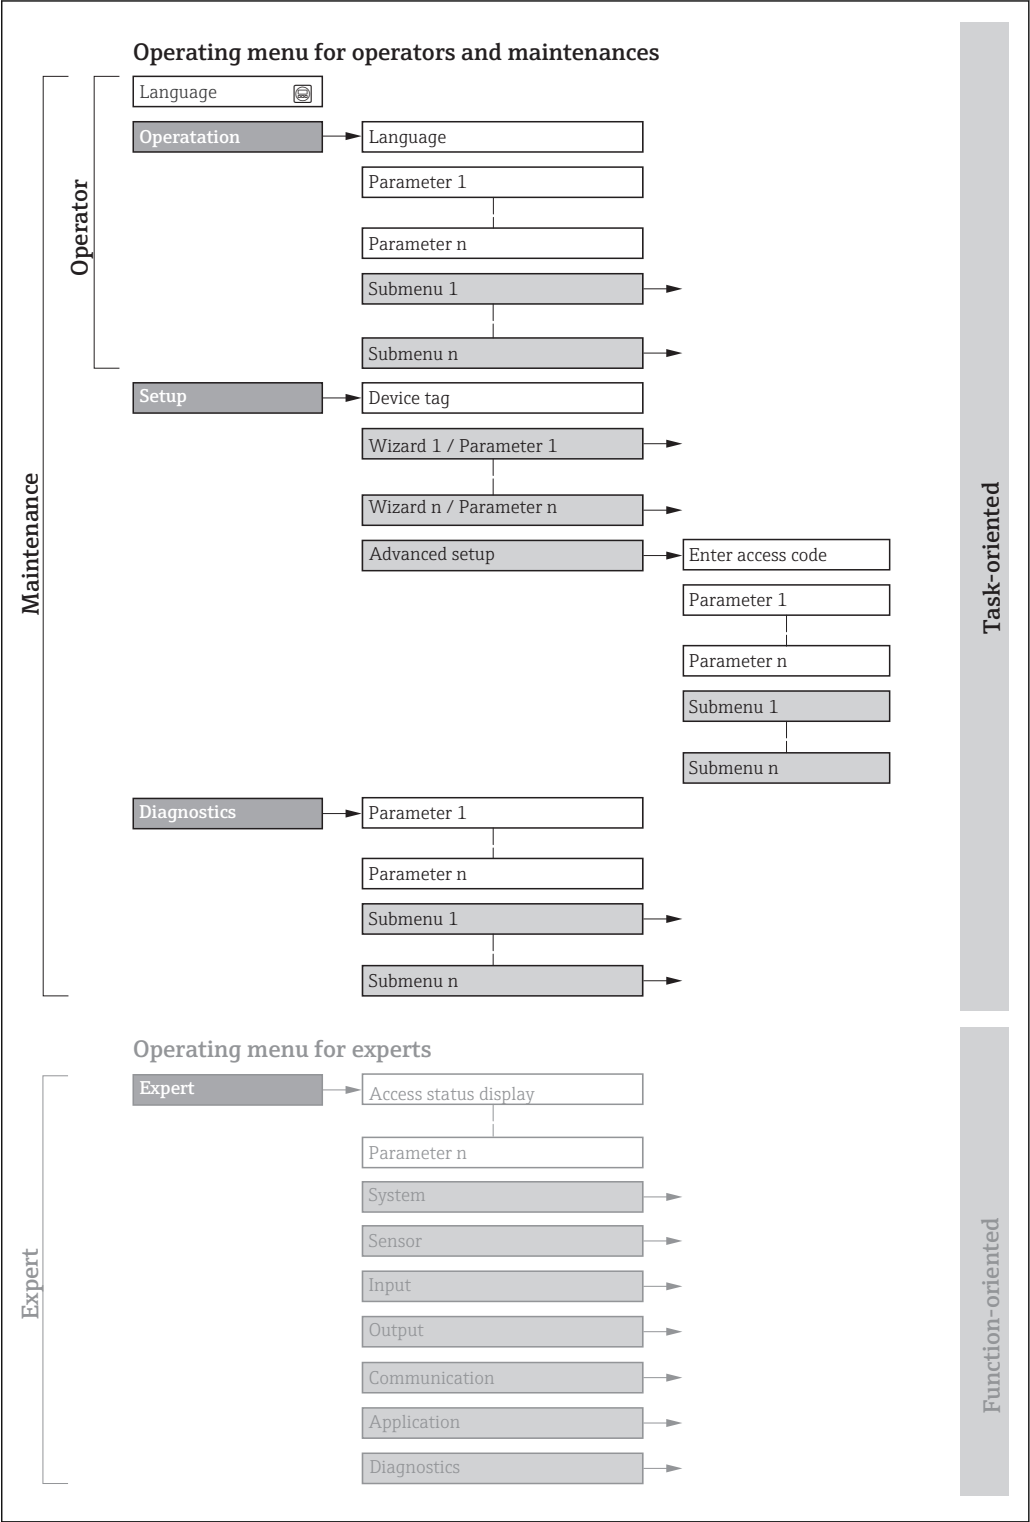 Operating menu for operators and maintenances
Language
Operatation
Language
Parameter 1
Parameter n
Submenu 1
Submenu n
Operator
Setup
Device tag
Wizard 1 / Parameter 1
Wizard n / Parameter n
Advanced setup
Enter access code
Parameter 1
Parameter n
Submenu 1
Submenu n
Maintenance
Task-oriented
Diagnostics
Parameter 1
Parameter n
Submenu 1
Submenu n
Operating menu for experts
Expert
Access status display
Parameter n
System
Sensor
Input
Output
Communication
Application
Diagnostics
Expert
Function-oriented